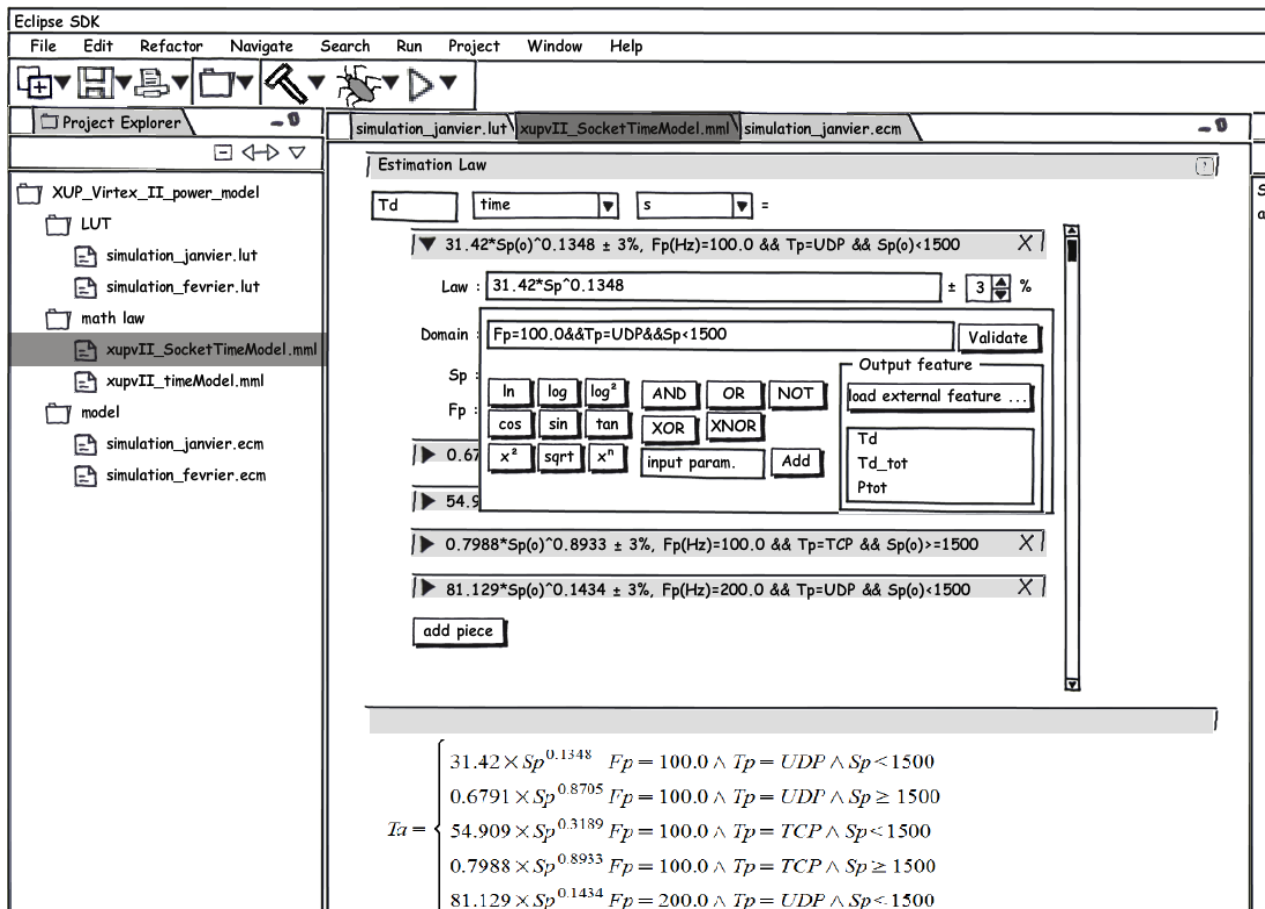 Eclipse SDK
File Edit Refactor Navigate Search Run Project Window Help
Project Explorer
XUP_Virtex_II_power_model
LUT
simulation_janvier.lut
simulation_fevrier.lut
math law
xupvII_SocketTimeModel.mml
xupvII_timeModel.mml
model
simulation_janvier.ecm
simulation_fevrier.ecm
simulation_janvier.lut xupvII_SocketTimeModel.mml simulation_janvier.ecm
Estimation Law ?
Td time s =
31.42*Sp(o)^0.1348 ± 3%, Fp(Hz)=100.0 && Tp=UDP && Sp(o)<1500 X
Law : 31.42*Sp^0.1348 ± 3 %
Domain : Fp=100.0&&Tp=UDP&&Sp<1500 Validate
Sp :
Fp :
ln log log² AND OR NOT
cos sin tan XOR XNOR
x² sqrt xⁿ input param. Add
Output feature
load external feature ...
Td
Td_tot
Ptot
0.67
54.9
0.7988*Sp(o)^0.8933 ± 3%, Fp(Hz)=100.0 && Tp=TCP && Sp(o)>=1500 X
81.129*Sp(o)^0.1434 ± 3%, Fp(Hz)=200.0 && Tp=UDP && Sp(o)<1500 X
add piece
31.42 × Sp^0.1348 Fp = 100.0 ∧ Tp = UDP ∧ Sp < 1500
0.6791 × Sp^0.8705 Fp = 100.0 ∧ Tp = UDP ∧ Sp ≥ 1500
Ta = { 54.909 × Sp^0.3189 Fp = 100.0 ∧ Tp = TCP ∧ Sp < 1500
0.7988 × Sp^0.8933 Fp = 100.0 ∧ Tp = TCP ∧ Sp ≥ 1500
81.129 × Sp^0.1434 Fp = 200.0 ∧ Tp = UDP ∧ Sp < 1500